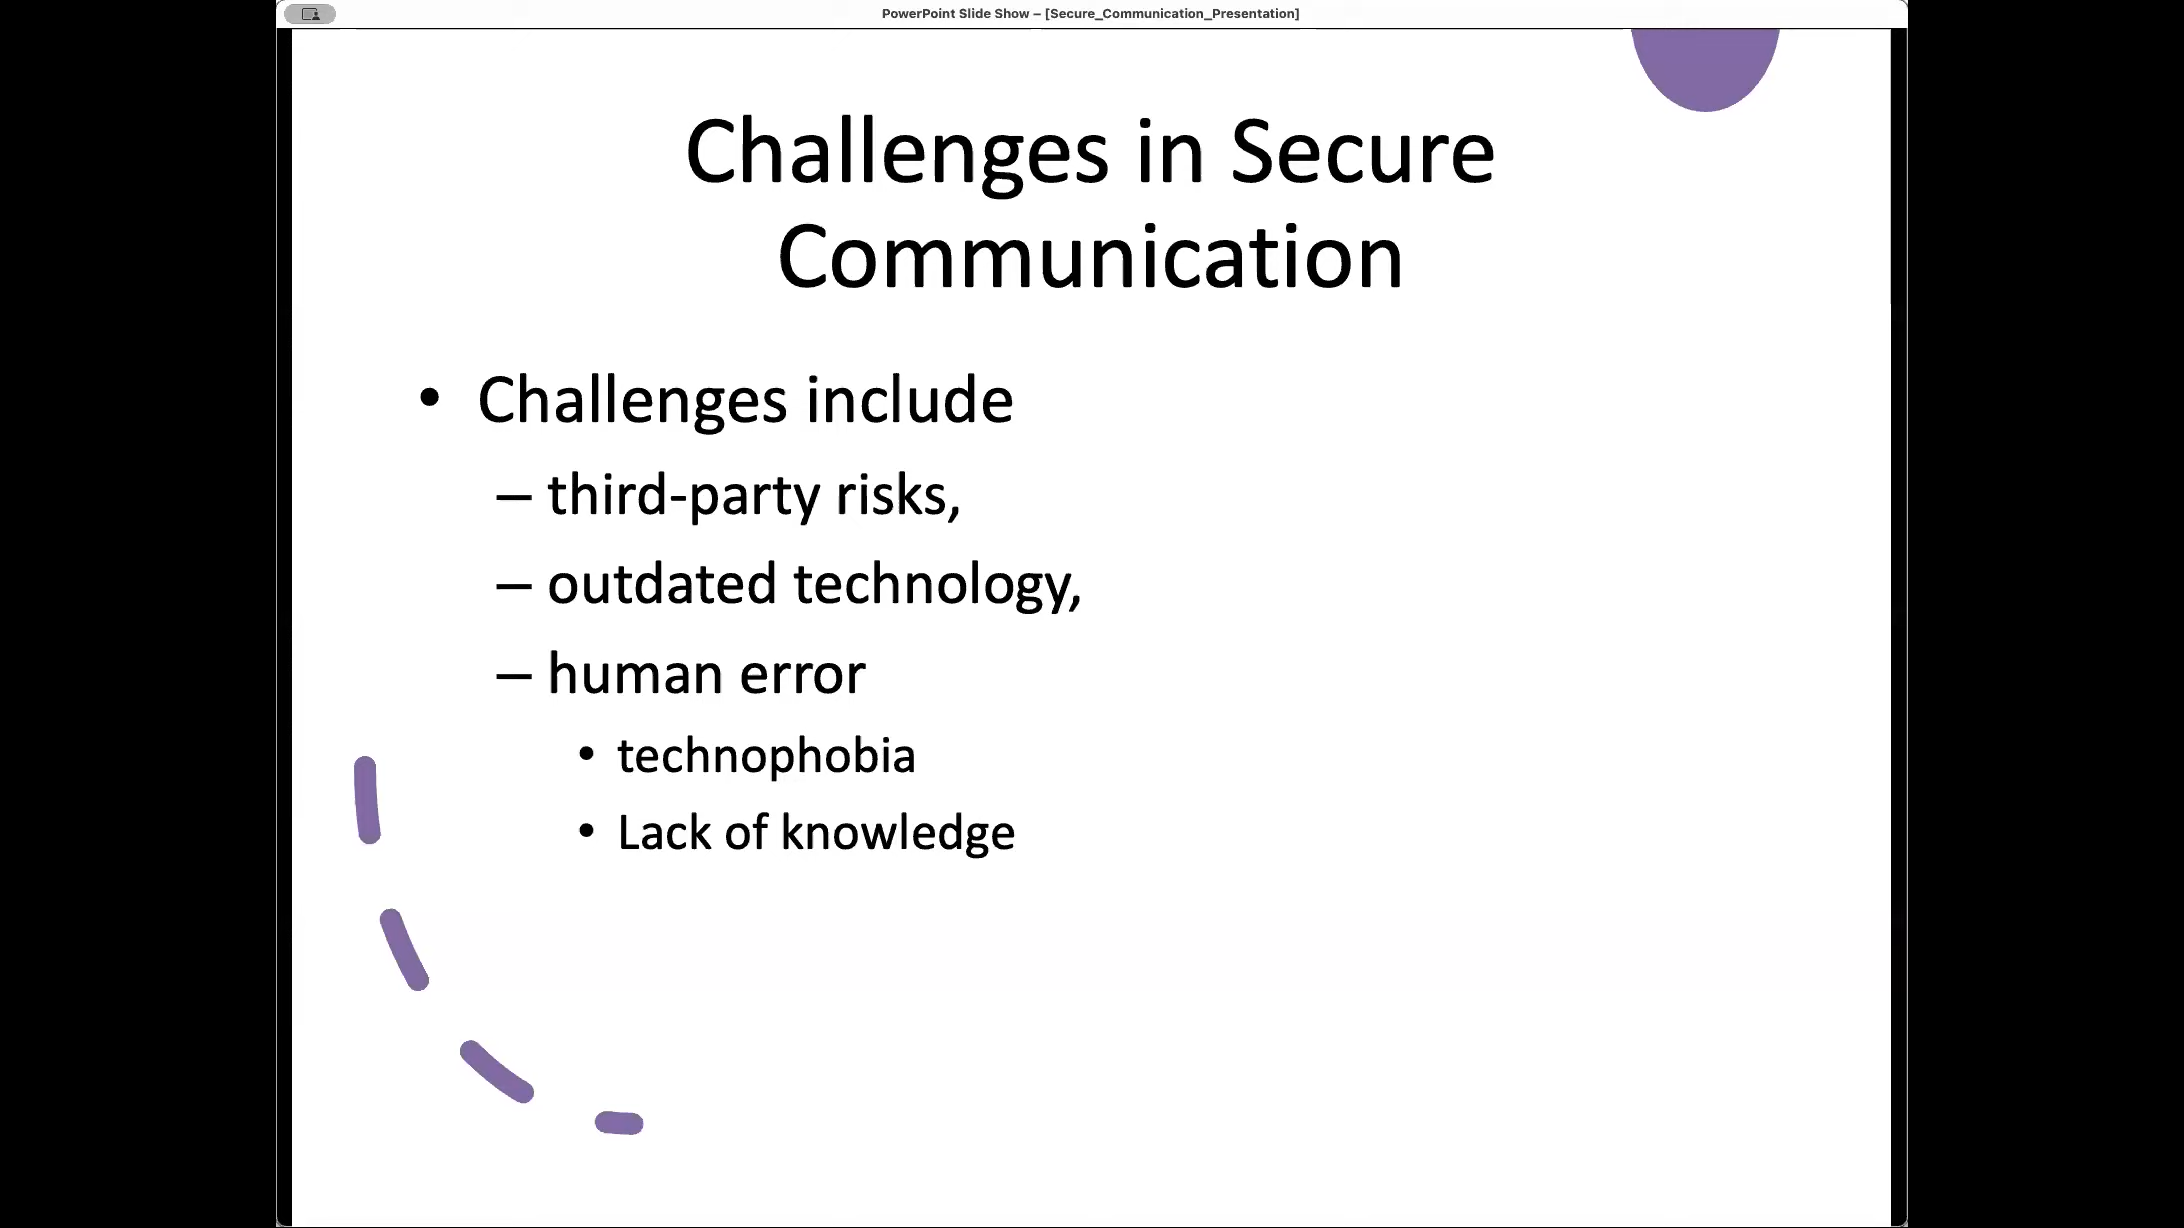 PowerPoint Slide Show – [Secure_Communication_Presentation]
Challenges in Secure
Communication
• Challenges include
– third-party risks,
– outdated technology,
– human error
• technophobia
• Lack of knowledge